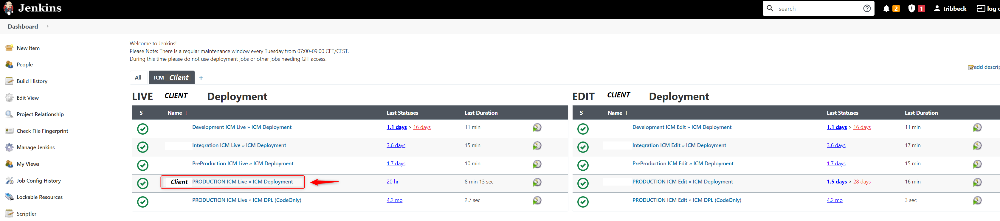 Jenkins
search
2
1
tribbeck
log
Dashboard
New Item
People
Build History
Edit View
Project Relationship
Check File Fingerprint
Manage Jenkins
My Views
Job Config History
Lockable Resources
Scriptler
Welcome to Jenkins!
Please Note: There is a regular maintenance window every Tuesday from 07:00-09:00 CET/CEST.
During this time please do not use deployment jobs or other jobs needing GIT access.
add descrip
All ICM Client +
LIVE CLIENT Deployment
S Name ↓ Last Statuses Last Duration
Development ICM Live » ICM Deployment 1.1 days > 16 days 11 min
Integration ICM Live » ICM Deployment 3.6 days 15 min
PreProduction ICM Live » ICM Deployment 1.7 days 10 min
Client PRODUCTION ICM Live » ICM Deployment 20 hr 8 min 13 sec
PRODUCTION ICM Live » ICM DPL (CodeOnly) 4.2 mo 2.7 sec
EDIT CLIENT Deployment
S Name ↓ Last Statuses Last Duration
Development ICM Edit » ICM Deployment 1.1 days > 16 days 11 min
Integration ICM Edit » ICM Deployment 3.6 days 17 min
PreProduction ICM Edit » ICM Deployment 1.7 days 15 min
PRODUCTION ICM Edit » ICM Deployment 1.5 days > 28 days 16 min
PRODUCTION ICM Edit » ICM DPL (CodeOnly) 4.2 mo 3 sec